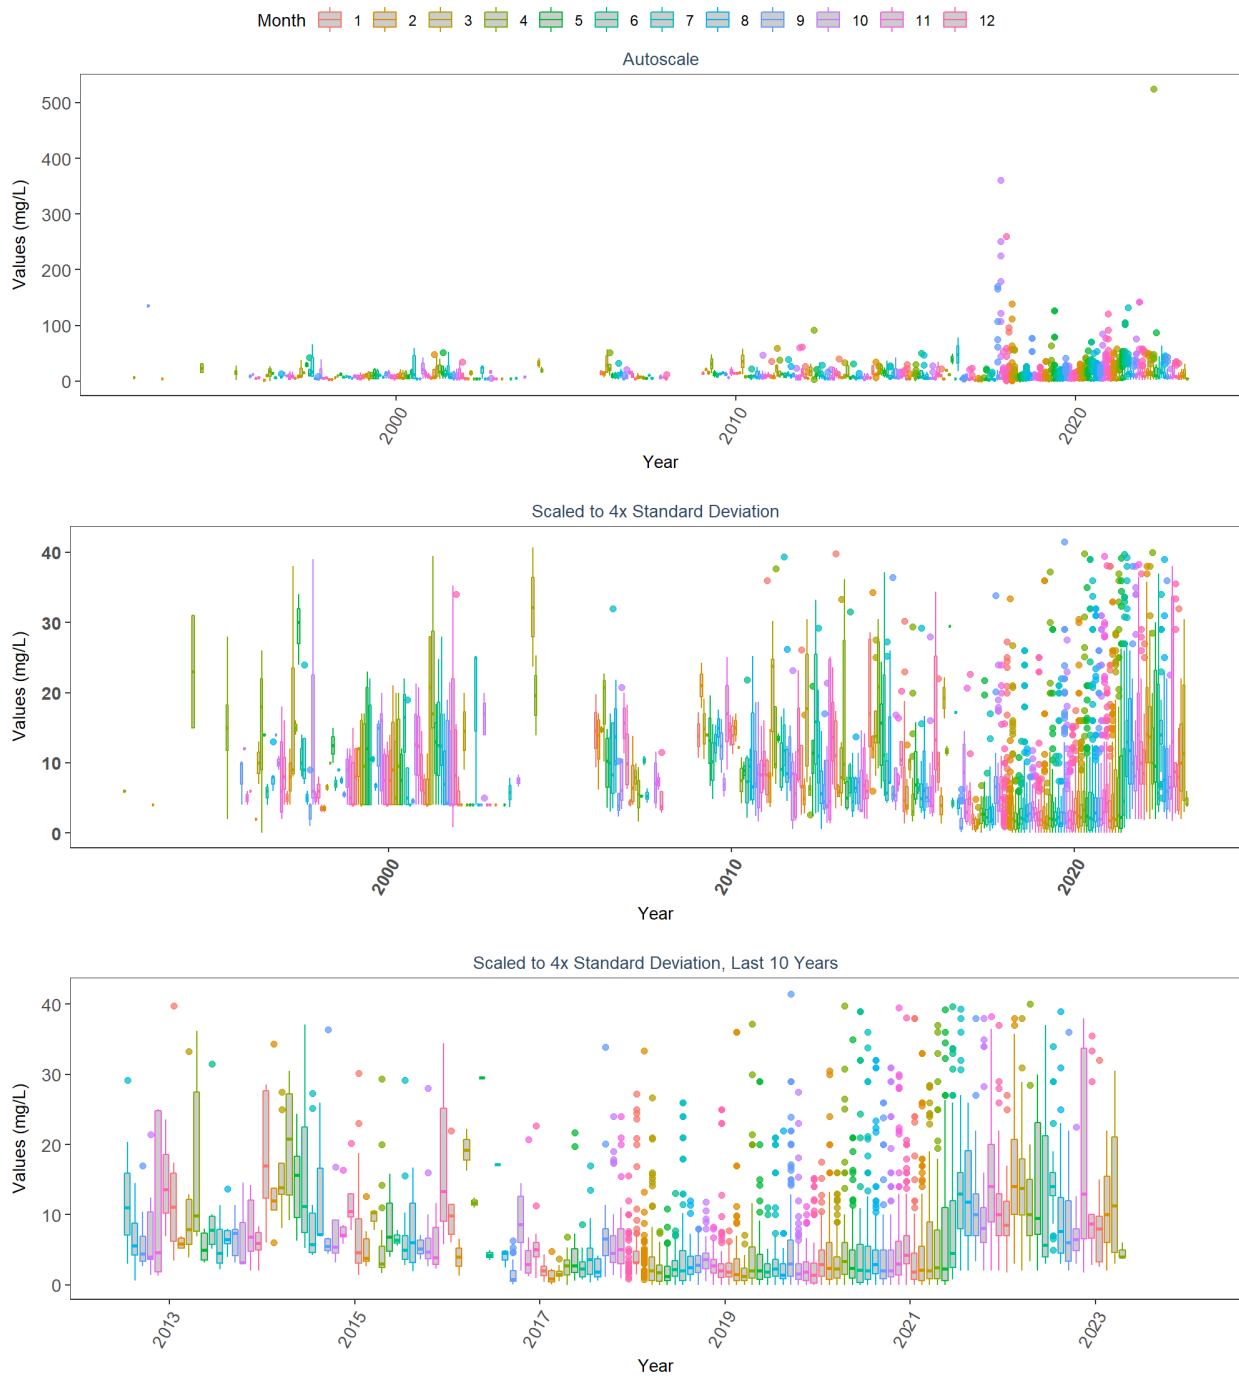 Month 1 2 3 4 5 6 7 8 9 10 11 12
Autoscale
Values (mg/L)
500
400
300
200
100
0
2000 2010 2020
Year
Scaled to 4x Standard Deviation
Values (mg/L)
40
30
20
10
0
2000 2010 2020
Year
Scaled to 4x Standard Deviation, Last 10 Years
Values (mg/L)
40
30
20
10
0
2013 2015 2017 2019 2021 2023
Year